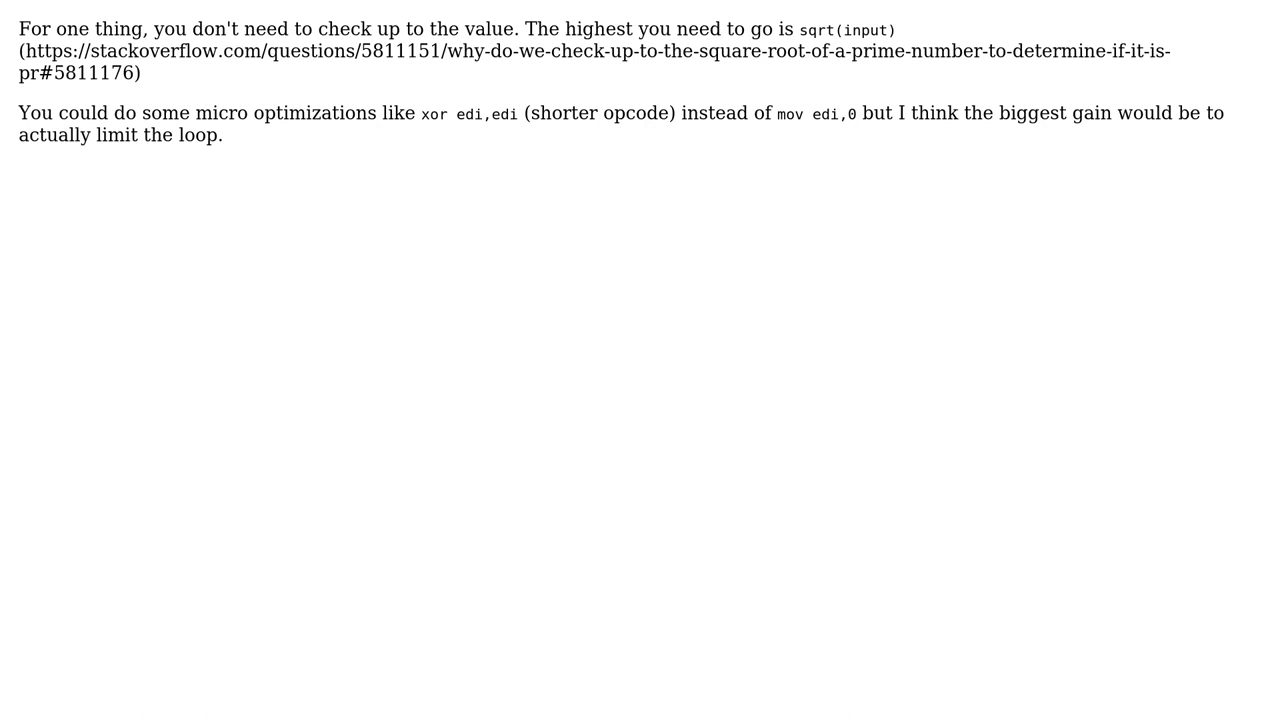 For one thing, you don't need to check up to the value. The highest you need to go is sqrt(input)
(https://stackoverflow.com/questions/5811151/why-do-we-check-up-to-the-square-root-of-a-prime-number-to-determine-if-it-is-
pr#5811176)
You could do some micro optimizations like xor edi,edi (shorter opcode) instead of mov edi,0 but I think the biggest gain would be to
actually limit the loop.